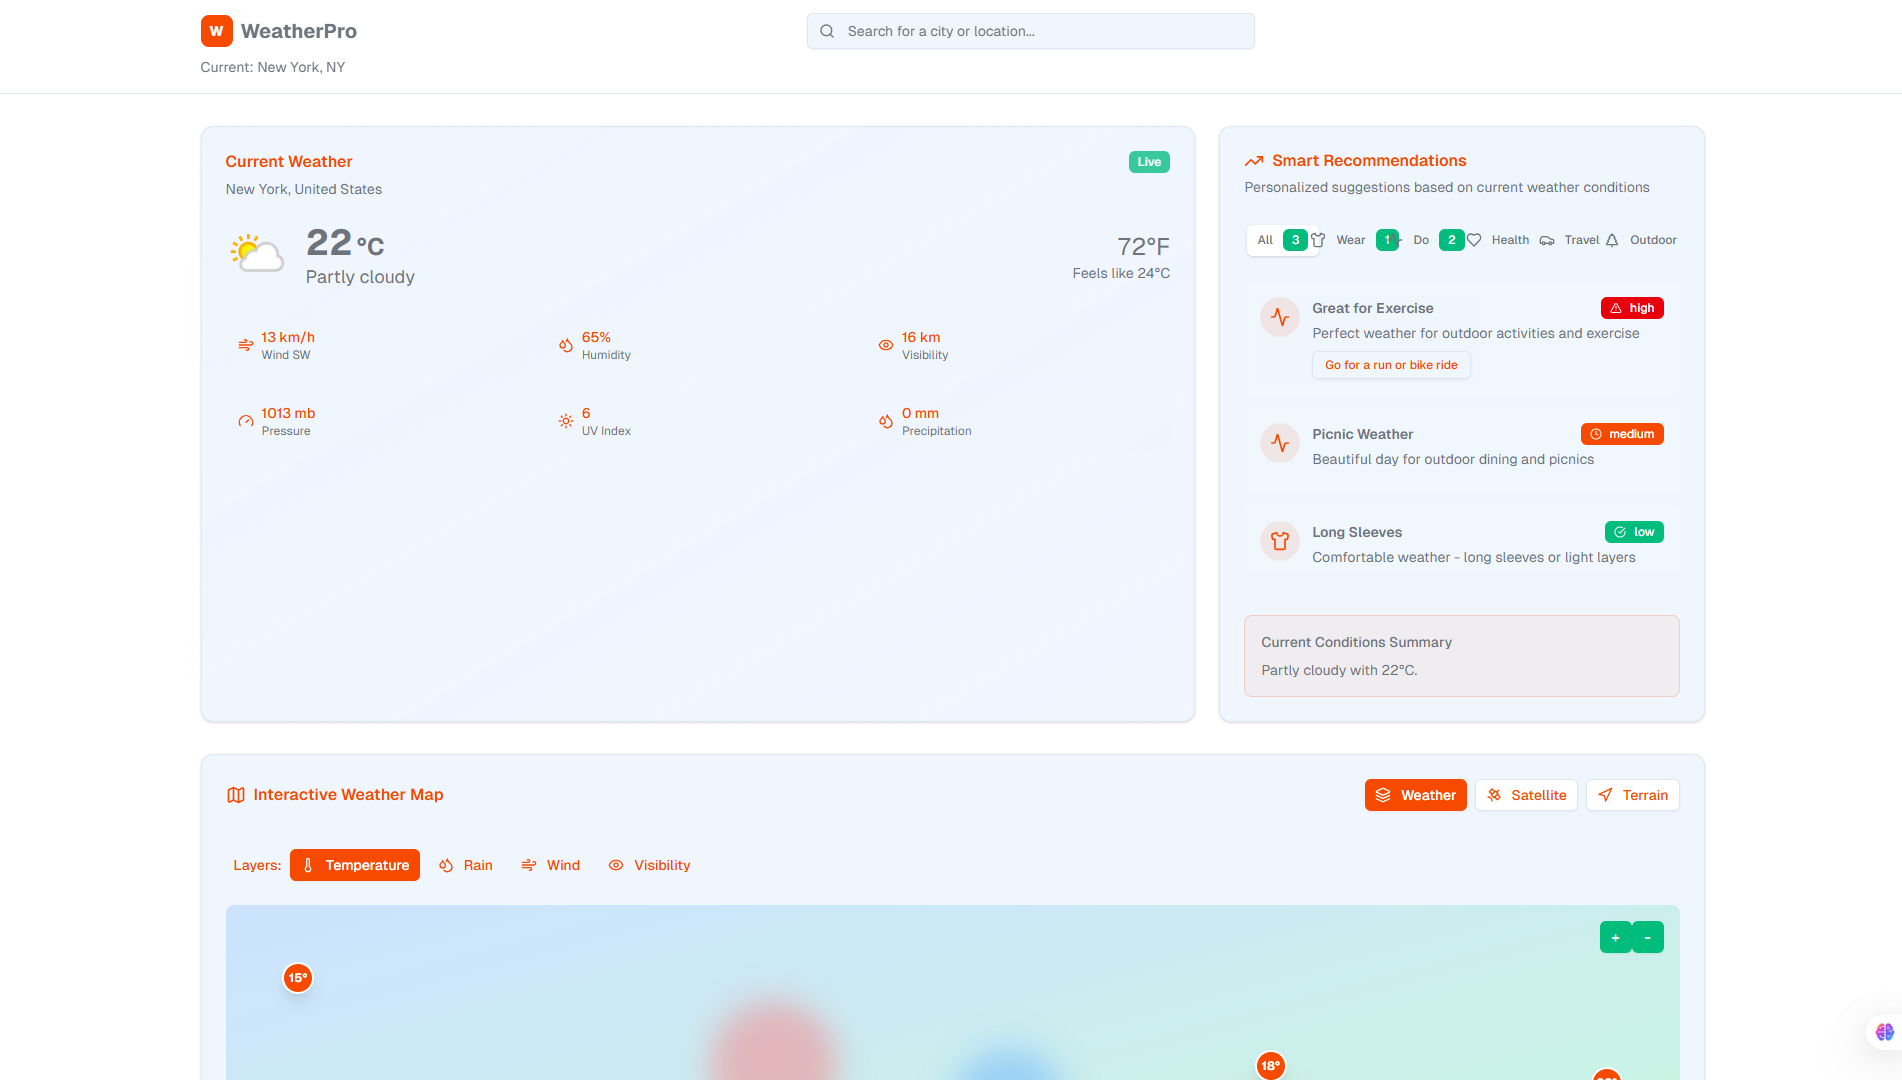 W WeatherPro
Search for a city or location...
Current: New York, NY
Current Weather
Live
New York, United States
22 °C
Partly cloudy
72°F
Feels like 24°C
13 km/h
Wind SW
65%
Humidity
16 km
Visibility
1013 mb
Pressure
6
UV Index
0 mm
Precipitation
Smart Recommendations
Personalized suggestions based on current weather conditions
All 3 Wear 1 Do 2 Health Travel Outdoor
Great for Exercise
high
Perfect weather for outdoor activities and exercise
Go for a run or bike ride
Picnic Weather
medium
Beautiful day for outdoor dining and picnics
Long Sleeves
low
Comfortable weather - long sleeves or light layers
Current Conditions Summary
Partly cloudy with 22°C.
Interactive Weather Map
Weather Satellite Terrain
Layers: Temperature Rain Wind Visibility
+ -
15°
18°